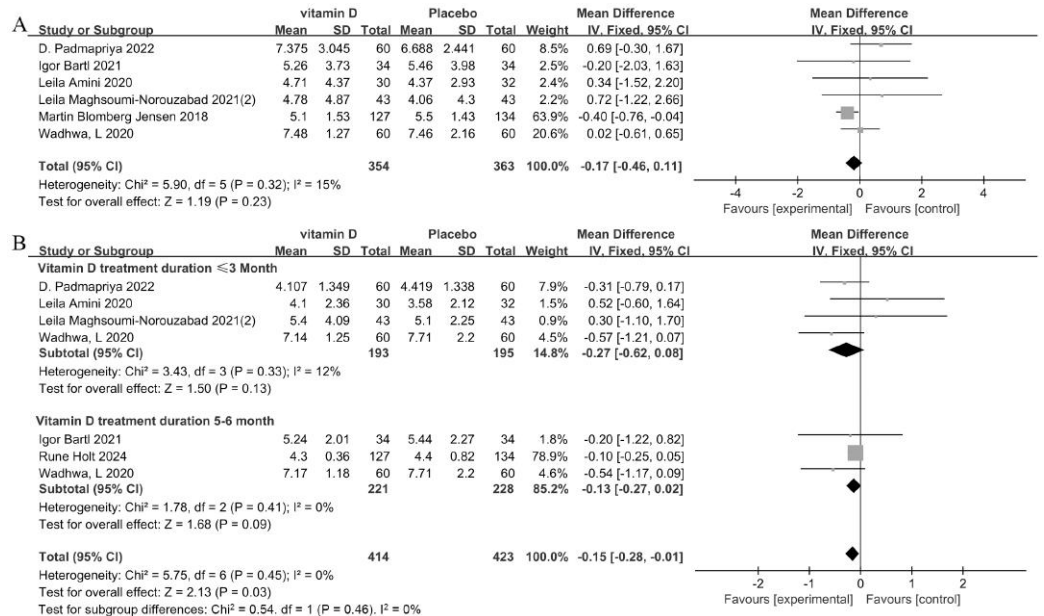 A
vitamin D Placebo Mean Difference Mean Difference
Study or Subgroup Mean SD Total Mean SD Total Weight IV, Fixed, 95% CI IV, Fixed, 95% CI
D. Padmapriya 2022 7.375 3.045 60 6.688 2.441 60 8.5% 0.69 [-0.30, 1.67]
Igor Bartl 2021 5.26 3.73 34 5.46 3.98 34 2.5% -0.20 [-2.03, 1.63]
Leila Amini 2020 4.71 4.37 30 4.37 2.93 32 2.4% 0.34 [-1.52, 2.20]
Leila Maghsoumi-Norouzabad 2021(2) 4.78 4.87 43 4.06 4.3 43 2.2% 0.72 [-1.22, 2.66]
Martin Blomberg Jensen 2018 5.1 1.53 127 5.5 1.43 134 63.9% -0.40 [-0.76, -0.04]
Wadhwa, L 2020 7.48 1.27 60 7.46 2.16 60 20.6% 0.02 [-0.61, 0.65]
Total (95% CI) 354 363 100.0% -0.17 [-0.46, 0.11]
Heterogeneity: Chi² = 5.90, df = 5 (P = 0.32); I² = 15%
Test for overall effect: Z = 1.19 (P = 0.23)
-4 -2 0 2 4
Favours [experimental] Favours [control]
B
vitamin D Placebo Mean Difference Mean Difference
Study or Subgroup Mean SD Total Mean SD Total Weight IV, Fixed, 95% CI IV, Fixed, 95% CI
Vitamin D treatment duration ≤3 Month
D. Padmapriya 2022 4.107 1.349 60 4.419 1.338 60 7.9% -0.31 [-0.79, 0.17]
Leila Amini 2020 4.1 2.36 30 3.58 2.12 32 1.5% 0.52 [-0.60, 1.64]
Leila Maghsoumi-Norouzabad 2021(2) 5.4 4.09 43 5.1 2.25 43 0.9% 0.30 [-1.10, 1.70]
Wadhwa, L 2020 7.14 1.25 60 7.71 2.2 60 4.5% -0.57 [-1.21, 0.07]
Subtotal (95% CI) 193 195 14.8% -0.27 [-0.62, 0.08]
Heterogeneity: Chi² = 3.43, df = 3 (P = 0.33); I² = 12%
Test for overall effect: Z = 1.50 (P = 0.13)
Vitamin D treatment duration 5-6 month
Igor Bartl 2021 5.24 2.01 34 5.44 2.27 34 1.8% -0.20 [-1.22, 0.82]
Rune Holt 2024 4.3 0.36 127 4.4 0.82 134 78.9% -0.10 [-0.25, 0.05]
Wadhwa, L 2020 7.17 1.18 60 7.71 2.2 60 4.6% -0.54 [-1.17, 0.09]
Subtotal (95% CI) 221 228 85.2% -0.13 [-0.27, 0.02]
Heterogeneity: Chi² = 1.78, df = 2 (P = 0.41); I² = 0%
Test for overall effect: Z = 1.68 (P = 0.09)
Total (95% CI) 414 423 100.0% -0.15 [-0.28, -0.01]
Heterogeneity: Chi² = 5.75, df = 6 (P = 0.45); I² = 0%
Test for overall effect: Z = 2.13 (P = 0.03)
Test for subgroup differences: Chi² = 0.54. df = 1 (P = 0.46). I² = 0%
-2 -1 0 1 2
Favours [experimental] Favours [control]